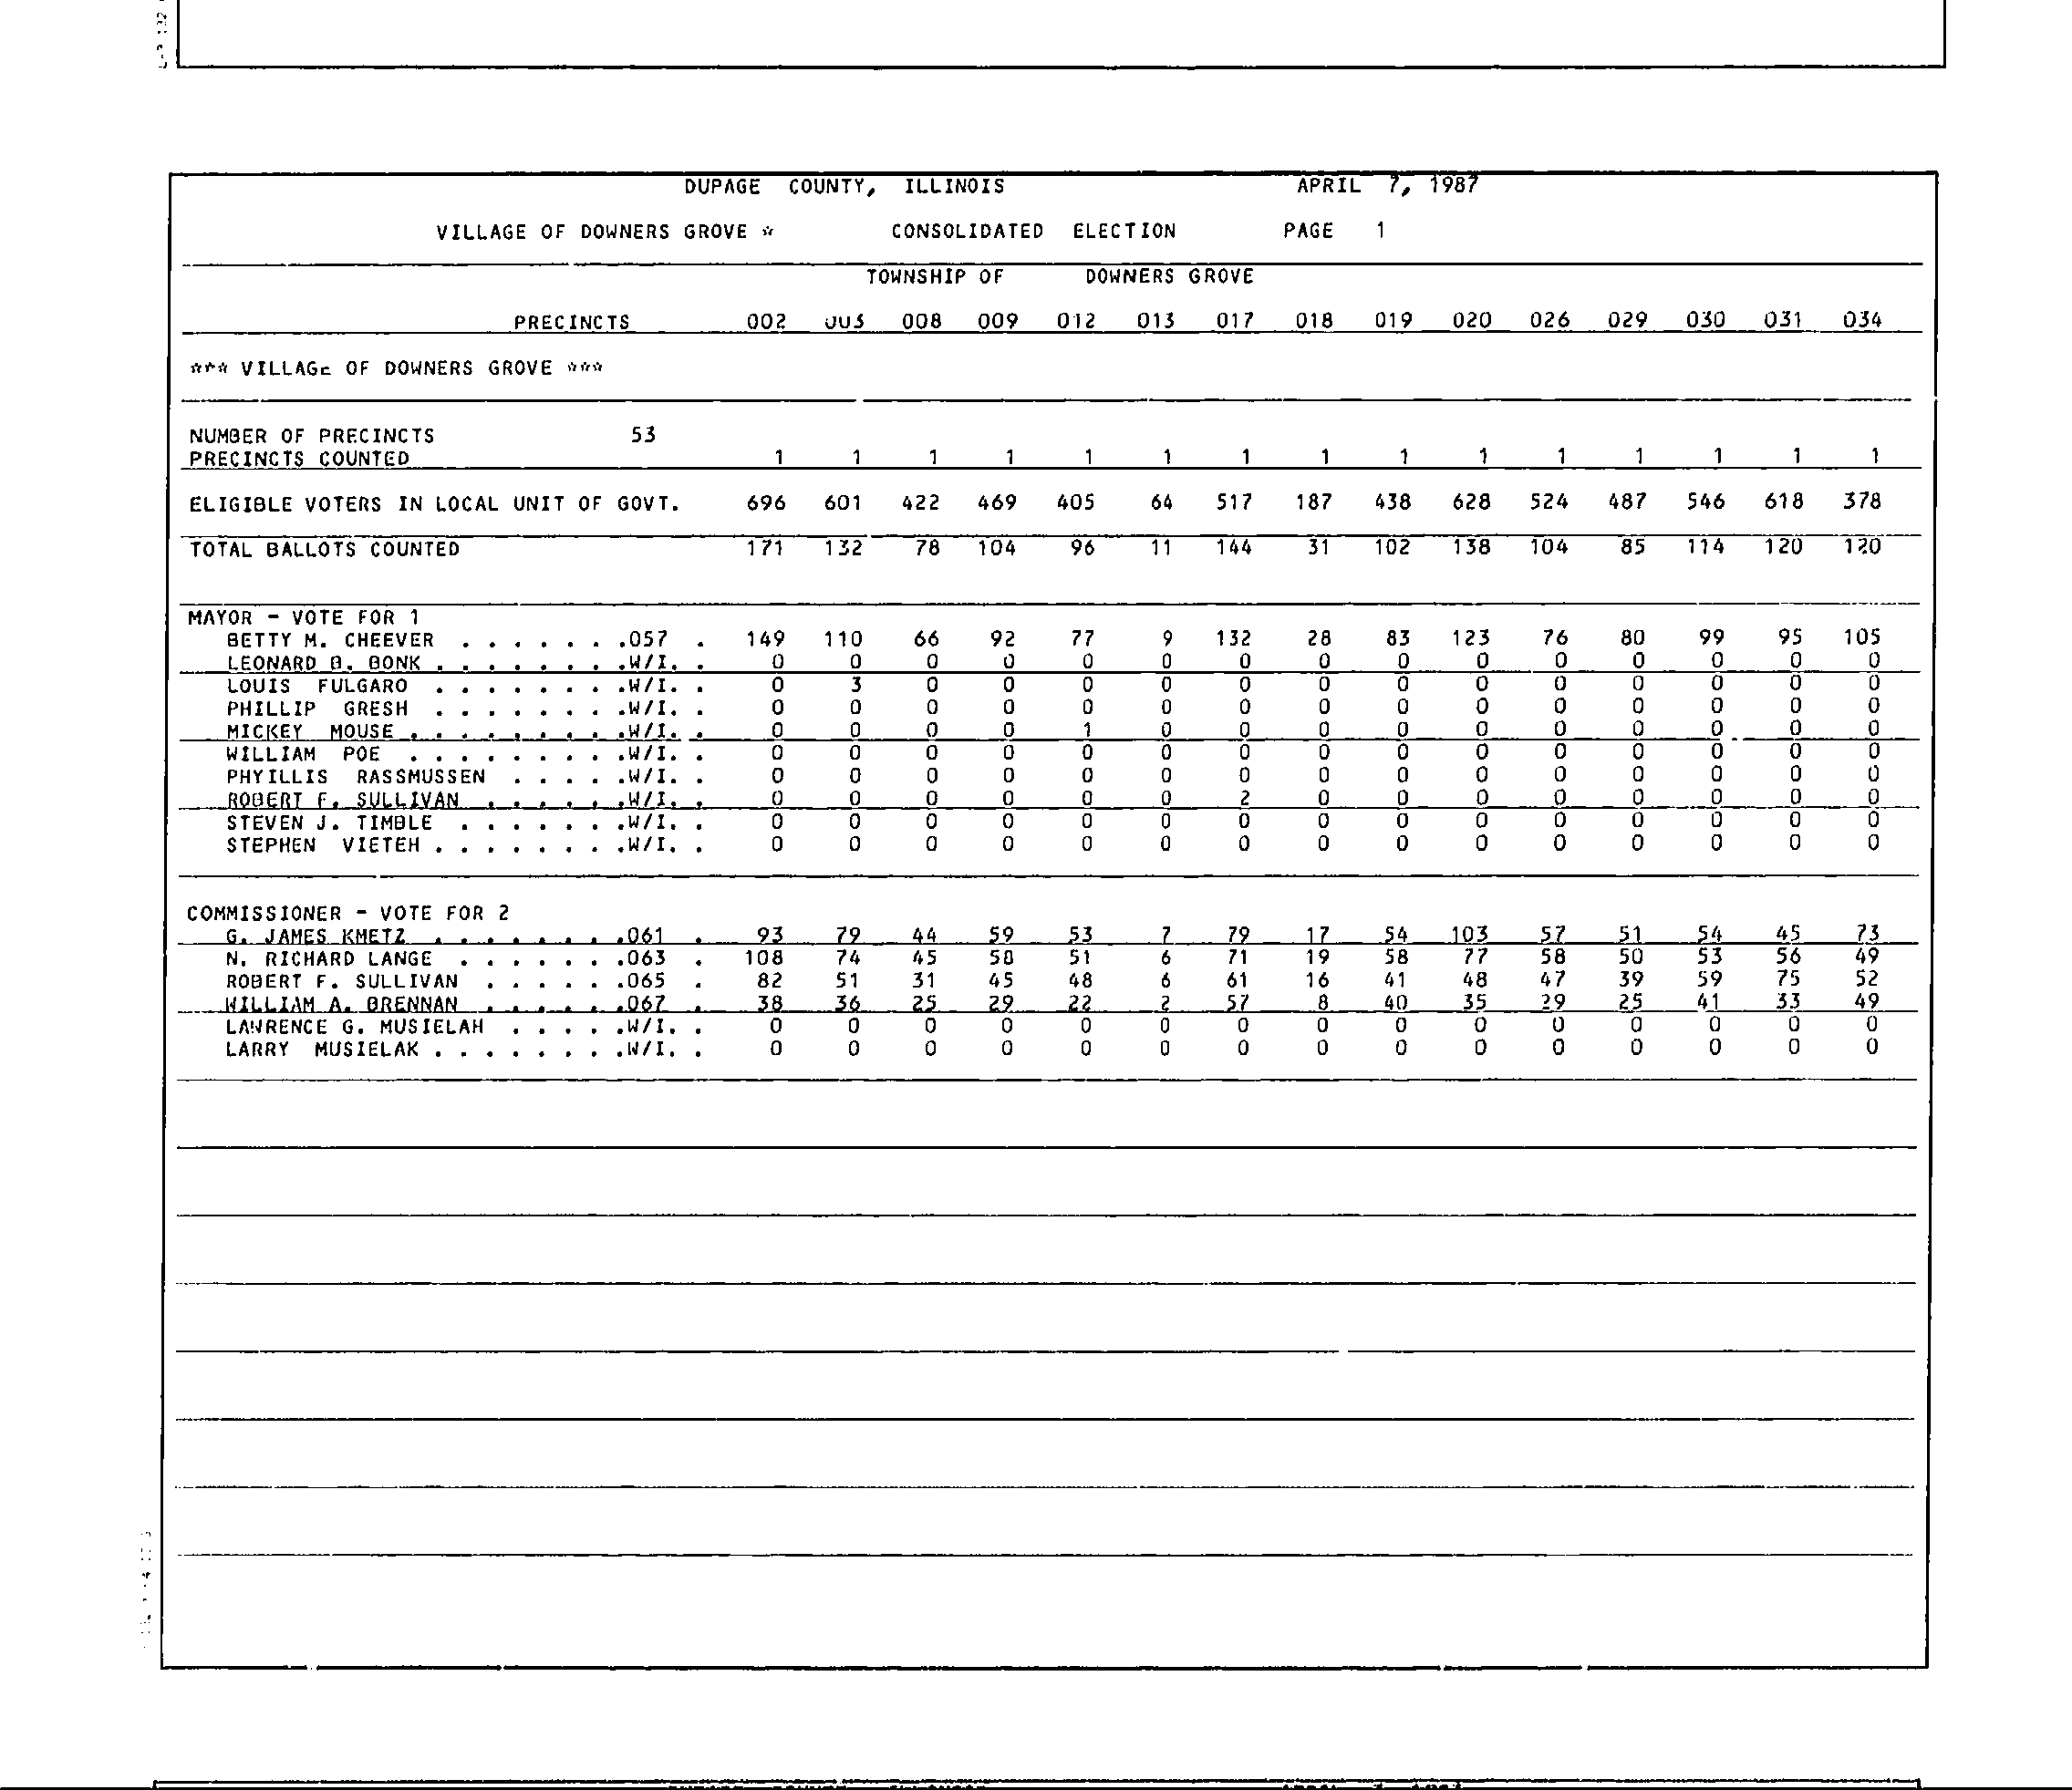 DUPAGE COUNTY, ILLINOIS APRIL 7, 1987
VILLAGE OF DOWNERS GROVE * CONSOLIDATED ELECTION PAGE 1
TOWNSHIP OF DOWNERS GROVE
PRECINCTS 002 003 008 009 012 013 017 018 019 020 026 029 030 031 034
*** VILLAGE OF DOWNERS GROVE ***
NUMBER OF PRECINCTS 53
PRECINCTS COUNTED 1 1 1 1 1 1 1 1 1 1 1 1 1 1 1
ELIGIBLE VOTERS IN LOCAL UNIT OF GOVT. 696 601 422 469 405 64 517 187 438 628 524 487 546 618 378
TOTAL BALLOTS COUNTED 171 132 78 104 96 11 144 31 102 138 104 85 114 120 120
MAYOR - VOTE FOR 1
BETTY M. CHEEVER . . . . . . .057 . 149 110 66 92 77 9 132 28 83 123 76 80 99 95 105
LEONARD B. BONK . . . . . . . .W/I. . 0 0 0 0 0 0 0 0 0 0 0 0 0 0 0
LOUIS FULGARO . . . . . . . .W/I. . 0 3 0 0 0 0 0 0 0 0 0 0 0 0 0
PHILLIP GRESH . . . . . . . .W/I. . 0 0 0 0 0 0 0 0 0 0 0 0 0 0 0
MICKEY MOUSE . . . . . . . . .W/I. . 0 0 0 0 1 0 0 0 0 0 0 0 0 0 0
WILLIAM POE . . . . . . . . .W/I. . 0 0 0 0 0 0 0 0 0 0 0 0 0 0 0
PHYILLIS RASSMUSSEN . . . . .W/I. . 0 0 0 0 0 0 0 0 0 0 0 0 0 0 0
ROBERT F. SULLIVAN . . . . . .W/I. . 0 0 0 0 0 0 2 0 0 0 0 0 0 0 0
STEVEN J. TIMBLE . . . . . . .W/I. . 0 0 0 0 0 0 0 0 0 0 0 0 0 0 0
STEPHEN VIETEH . . . . . . . .W/I. . 0 0 0 0 0 0 0 0 0 0 0 0 0 0 0
COMMISSIONER - VOTE FOR 2
G. JAMES KMETZ . . . . . . . .061 . 93 79 44 59 53 7 79 17 54 103 57 51 54 45 73
N. RICHARD LANGE . . . . . . .063 . 108 74 45 58 51 6 71 19 58 77 58 50 53 56 49
ROBERT F. SULLIVAN . . . . . .065 . 82 51 31 45 48 6 61 16 41 48 47 39 59 75 52
WILLIAM A. BRENNAN . . . . . .067 . 38 36 25 29 22 2 57 8 40 35 29 25 41 33 49
LAWRENCE G. MUSIELAH . . . . .W/I. . 0 0 0 0 0 0 0 0 0 0 0 0 0 0 0
LARRY MUSIELAK . . . . . . . .W/I. . 0 0 0 0 0 0 0 0 0 0 0 0 0 0 0